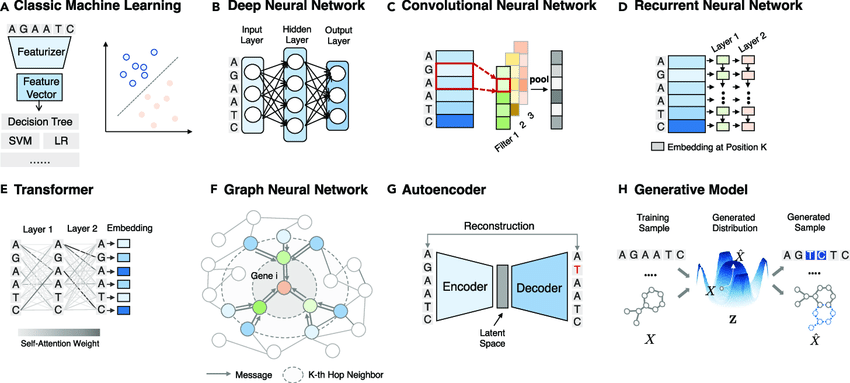 A Classic Machine Learning
A G A A T C
Featurizer
Feature
Vector
Decision Tree
SVM
LR
......
B Deep Neural Network
Input
Layer
Hidden
Layer
Output
Layer
A
G
A
A
T
C
C Convolutional Neural Network
A
G
A
A
T
C
pool
Filter 1 2 3
D Recurrent Neural Network
Layer 1
Layer 2
A
G
A
A
T
C
Embedding at Position K
E Transformer
Layer 1
Layer 2
Embedding
A A A
G G G
A A A
A A A
T T T
C C C
Self-Attention Weight
F Graph Neural Network
Gene i
Message
K-th Hop Neighbor
G Autoencoder
Reconstruction
A
G
A
A
T
C
Encoder
Decoder
Latent
Space
A
T
A
A
T
C
H Generative Model
Training
Sample
Generated
Distribution
Generated
Sample
A G A A T C
....
X
X̂
X
Z
A G T C T C
....
X̂